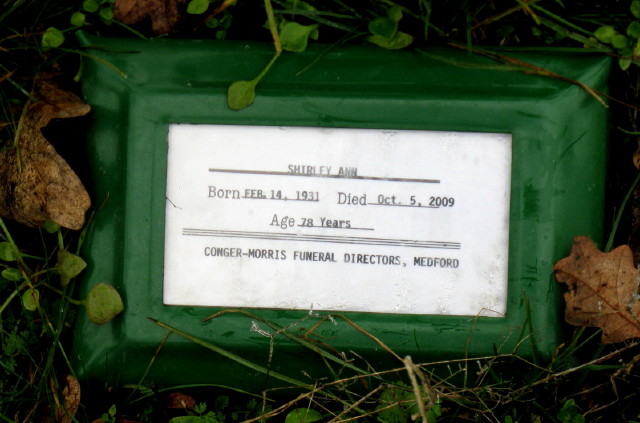 SHIRLEY ANN
Born FEB. 14, 1931 Died Oct. 5, 2009
Age 78 Years
CONGER-MORRIS FUNERAL DIRECTORS, MEDFORD